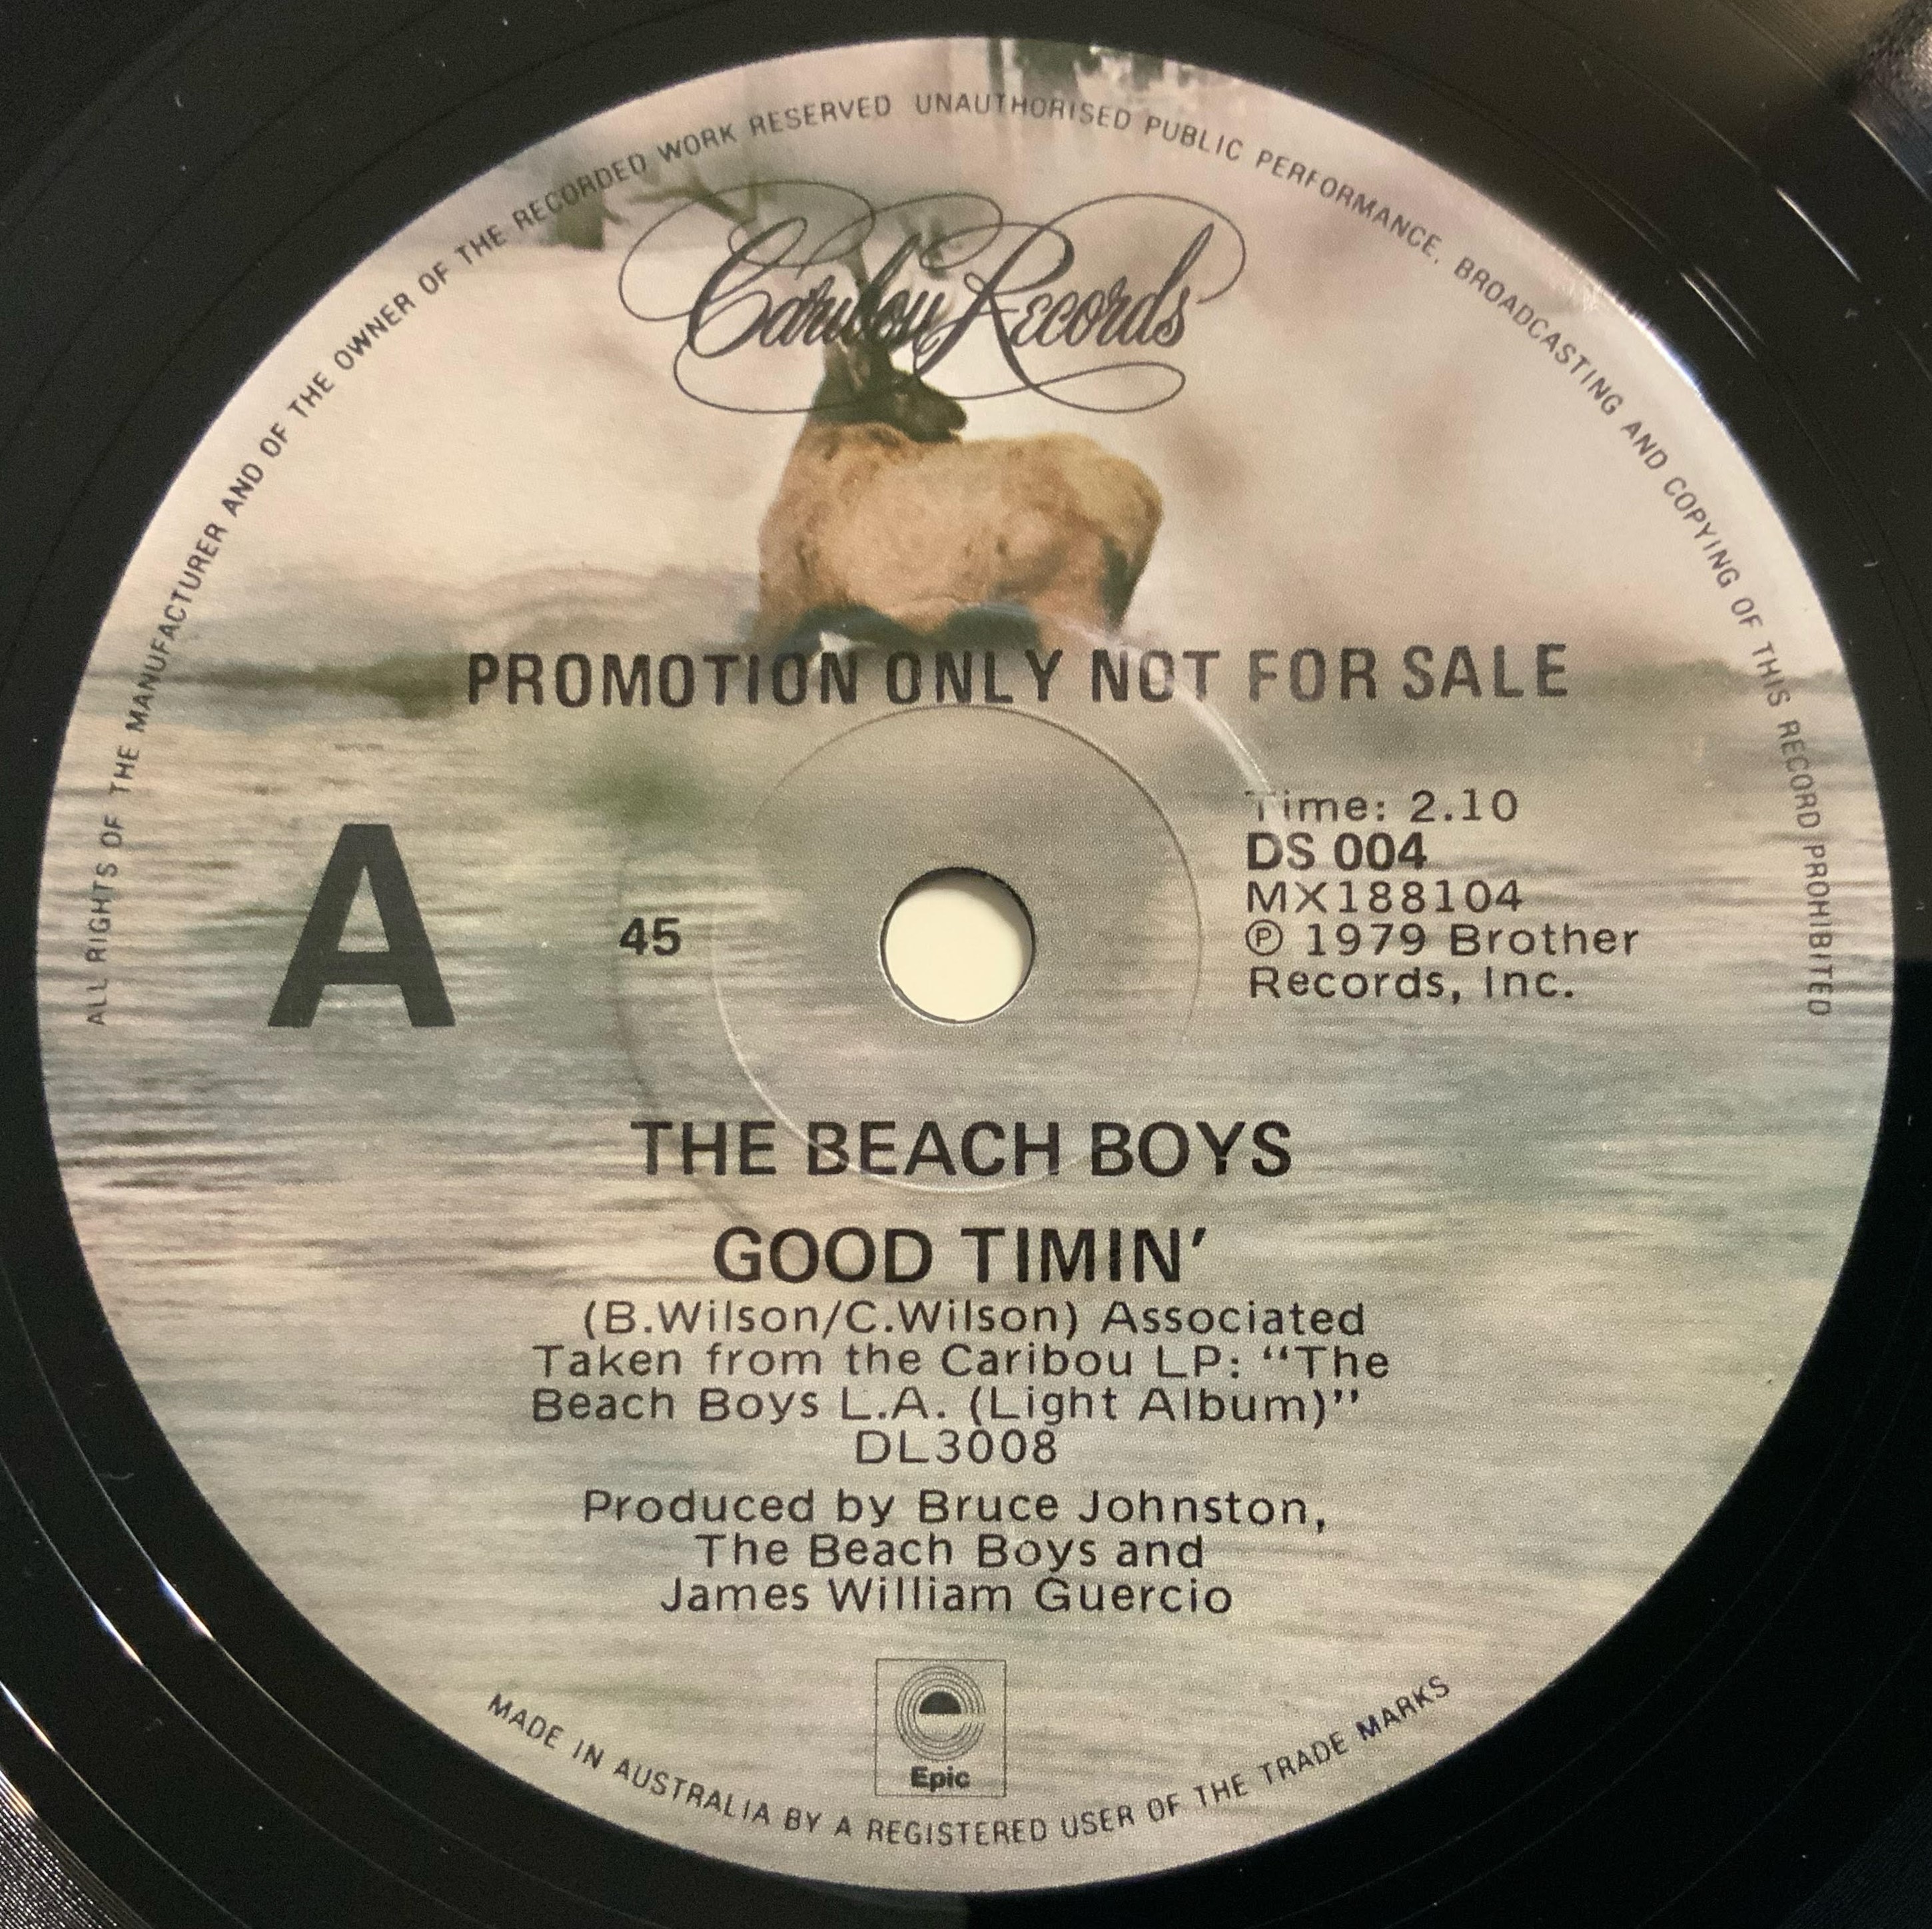 ALL RIGHTS OF THE MANUFACTURER AND OF THE OWNER OF THE RECORDED WORK RESERVED UNAUTHORISED PUBLIC PERFORMANCE, BROADCASTING AND COPYING OF THIS RECORD PROHIBITED
Caribou Records
PROMOTION ONLY NOT FOR SALE
A
45
Time: 2.10
DS 004
MX188104
℗ 1979 Brother
Records, Inc.
THE BEACH BOYS
GOOD TIMIN'
(B.Wilson/C.Wilson) Associated
Taken from the Caribou LP: “The
Beach Boys L.A. (Light Album)”
DL3008
Produced by Bruce Johnston,
The Beach Boys and
James William Guercio
Epic
MADE IN AUSTRALIA BY A REGISTERED USER OF THE TRADE MARKS